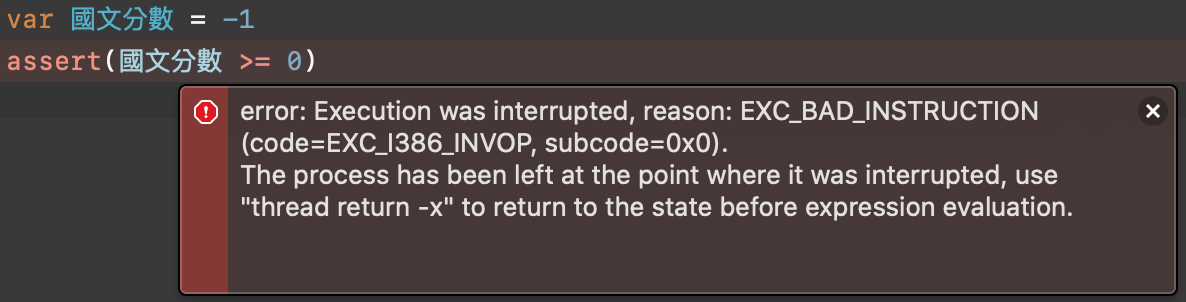 var 國文分數 = -1
assert(國文分數 >= 0)
error: Execution was interrupted, reason: EXC_BAD_INSTRUCTION
(code=EXC_I386_INVOP, subcode=0x0).
The process has been left at the point where it was interrupted, use
"thread return -x" to return to the state before expression evaluation.